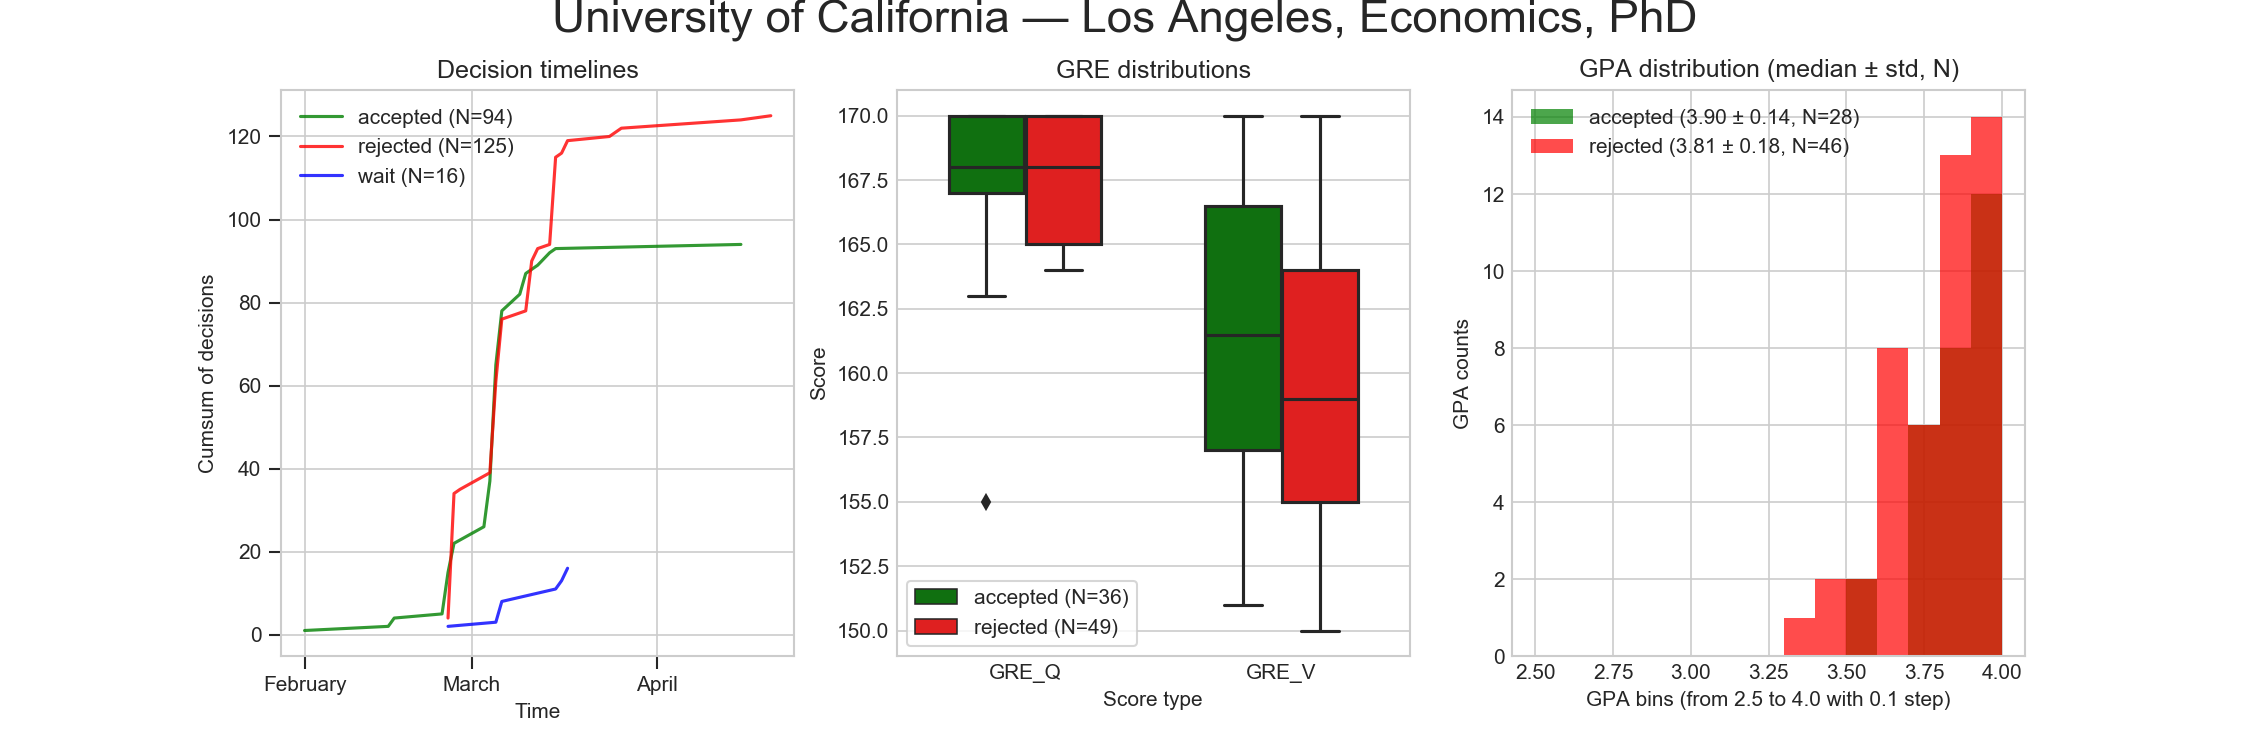 University of California — Los Angeles, Economics, PhD
Decision timelines
accepted (N=94)
rejected (N=125)
wait (N=16)
120
100
80
60
40
20
0
Cumsum of decisions
February
March
April
Time
GRE distributions
170.0
167.5
165.0
162.5
160.0
157.5
155.0
152.5
150.0
Score
accepted (N=36)
rejected (N=49)
GRE_Q
GRE_V
Score type
GPA distribution (median ± std, N)
accepted (3.90 ± 0.14, N=28)
rejected (3.81 ± 0.18, N=46)
14
12
10
8
6
4
2
0
GPA counts
2.50
2.75
3.00
3.25
3.50
3.75
4.00
GPA bins (from 2.5 to 4.0 with 0.1 step)